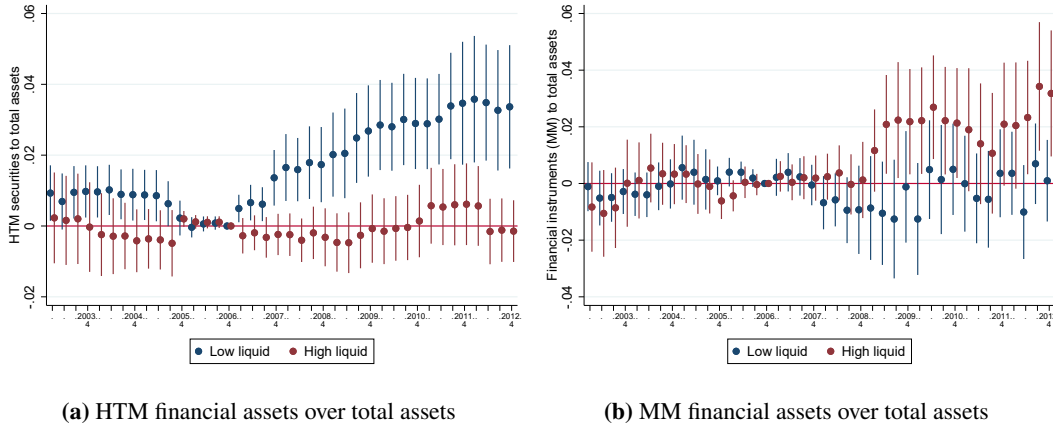 .06
.04
.02
0
-.02
HTM securities to total assets
. . .2003. . . .2004. . . .2005. . . .2006. . . .2007. . . .2008. . . .2009. . . .2010. . . .2011. . . .2012.
4 4 4 4 4 4 4 4 4 4
Low liquid High liquid
(a) HTM financial assets over total assets
.06
.04
.02
0
-.02
-.04
Financial instruments (MM) to total assets
. . .2003. . . .2004. . . .2005. . . .2006. . . .2007. . . .2008. . . .2009. . . .2010. . . .2011. . . .201
4 4 4 4 4 4 4 4 4 4
Low liquid High liquid
(b) MM financial assets over total assets